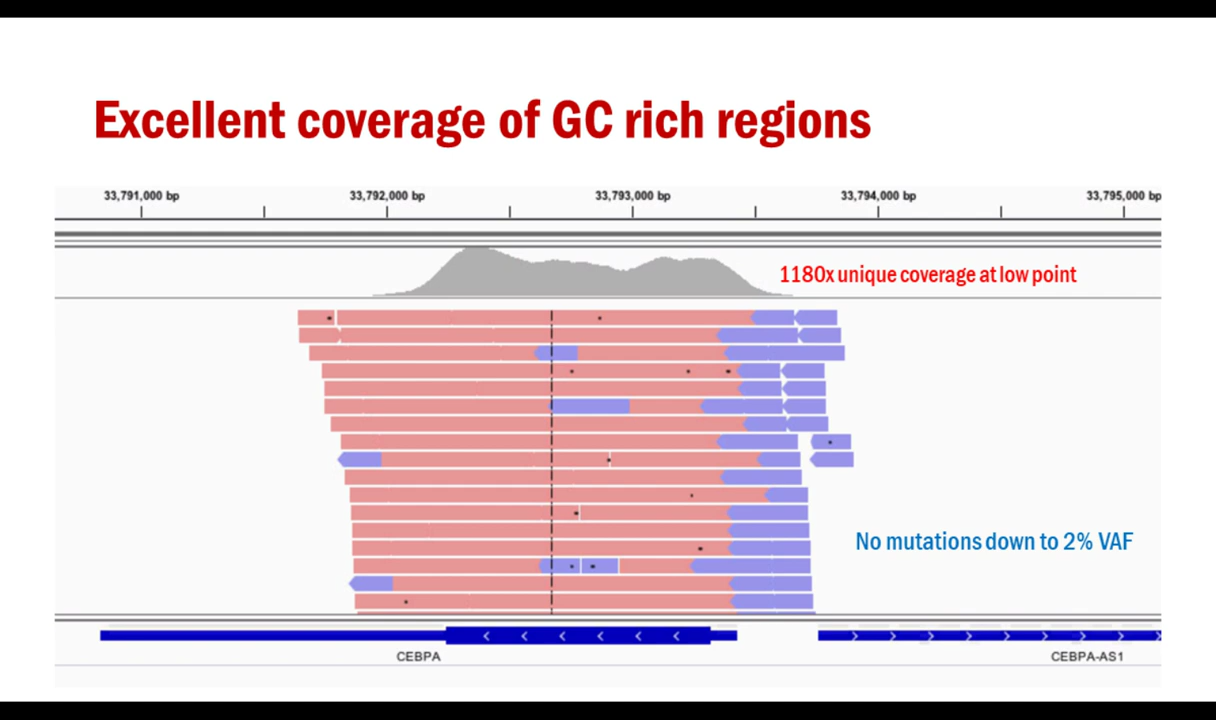 Excellent coverage of GC rich regions
33,791,000 bp 33,792,000 bp 33,793,000 bp 33,794,000 bp 33,795,000 bp
1180x unique coverage at low point
No mutations down to 2% VAF
CEBPA CEBPA-AS1